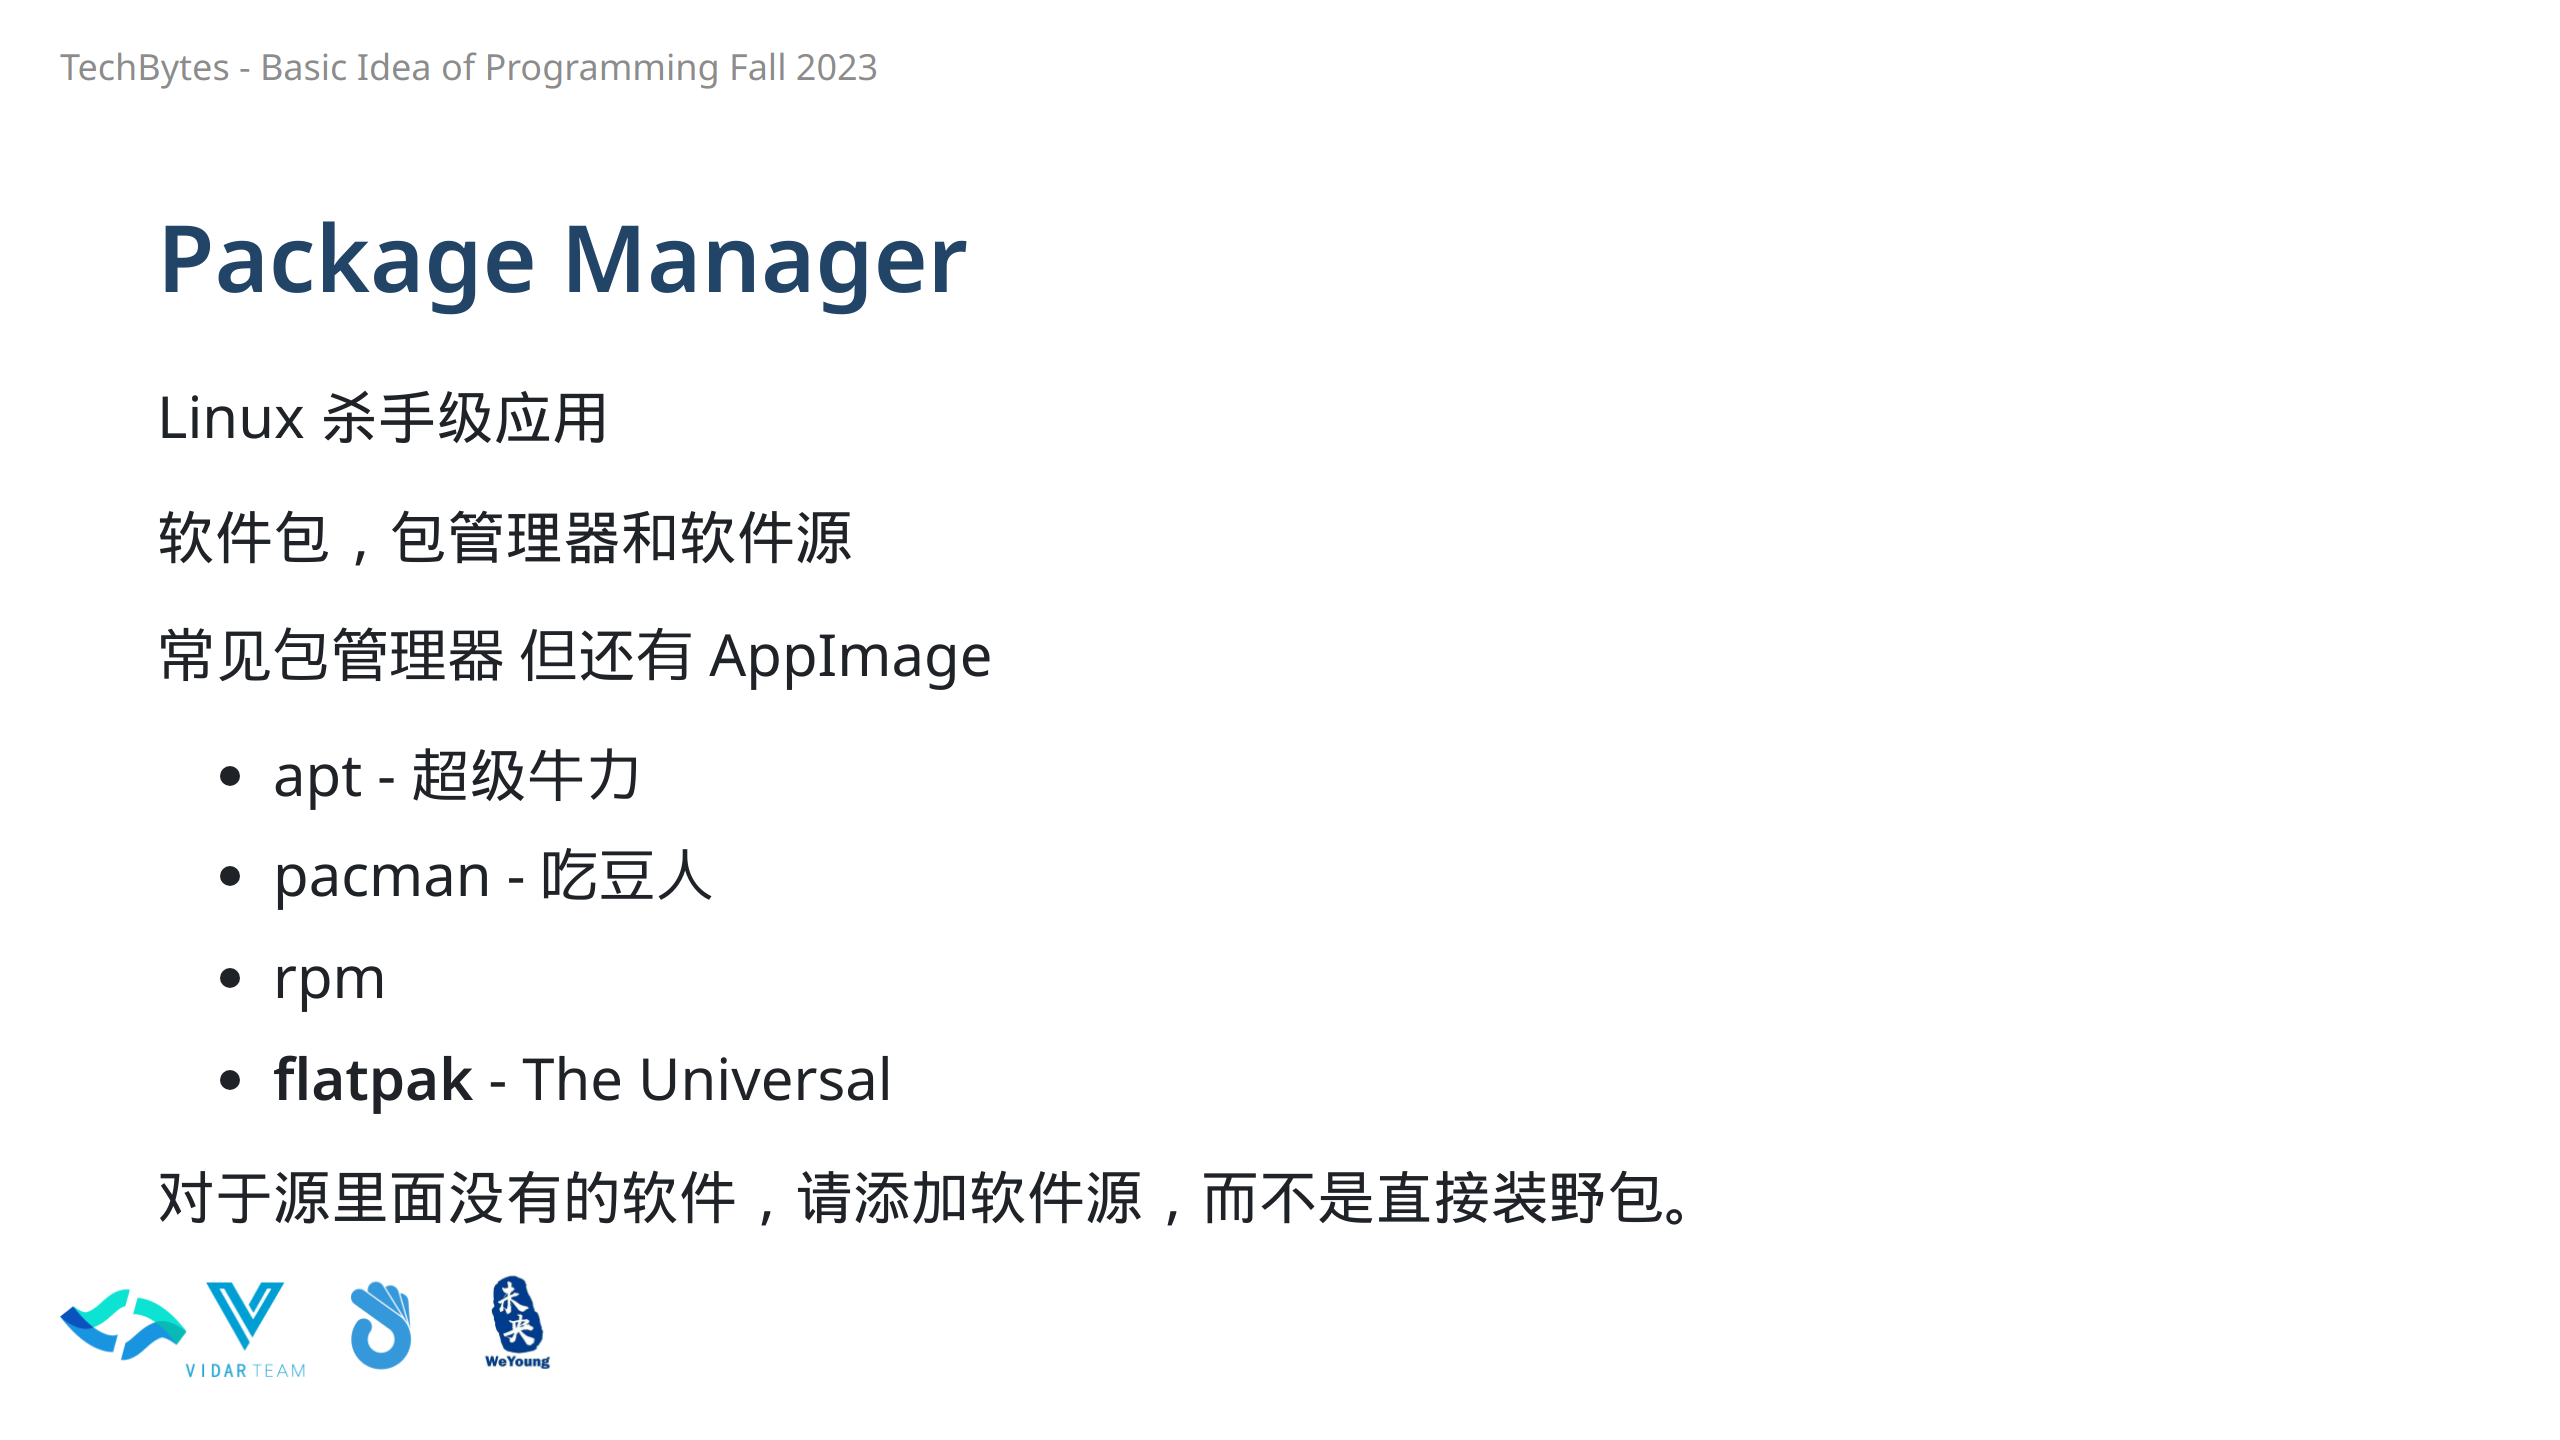 TechBytes - Basic Idea of Programming Fall 2023
Package Manager
Linux 杀手级应用
软件包，包管理器和软件源
常见包管理器 但还有 AppImage
• apt - 超级牛力
• pacman - 吃豆人
• rpm
• flatpak - The Universal
对于源里面没有的软件，请添加软件源，而不是直接装野包。
VIDAR TEAM
未央
WeYoung